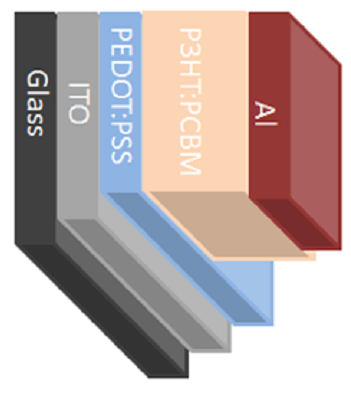 Glass
ITO
PEDOT:PSS
P3HT:PCBM
Al